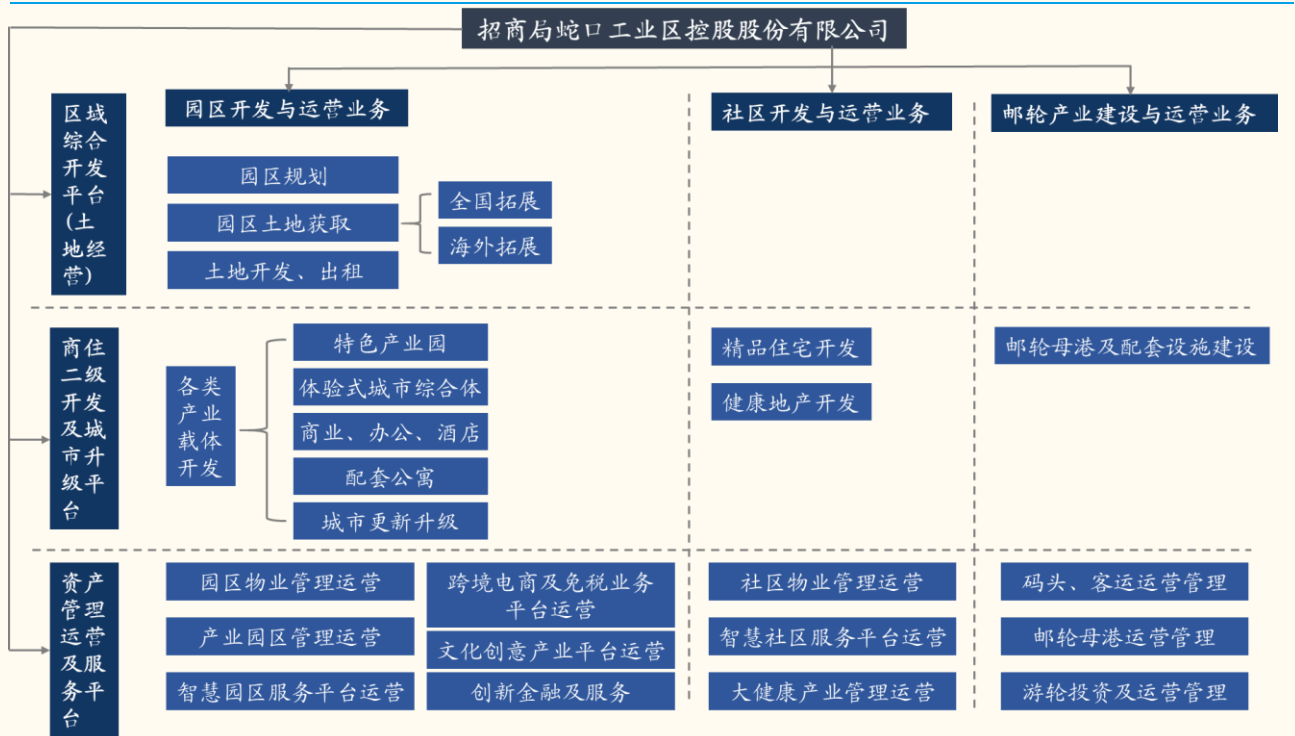 招商局蛇口工业区控股股份有限公司
园区开发与运营业务
社区开发与运营业务
邮轮产业建设与运营业务
区域
综合
开发
平台
(土
地经
营)
园区规划
园区土地获取
土地开发、出租
全国拓展
海外拓展
商住
二级
开发
及城
市升
级平
台
各类
产业
载体
开发
特色产业园
体验式城市综合体
商业、办公、酒店
配套公寓
城市更新升级
精品住宅开发
健康地产开发
邮轮母港及配套设施建设
资产
管理
运营
及服
务平
台
园区物业管理运营
产业园区管理运营
智慧园区服务平台运营
跨境电商及免税业务
平台运营
文化创意产业平台运营
创新金融及服务
社区物业管理运营
智慧社区服务平台运营
大健康产业管理运营
码头、客运运营管理
邮轮母港运营管理
游轮投资及运营管理